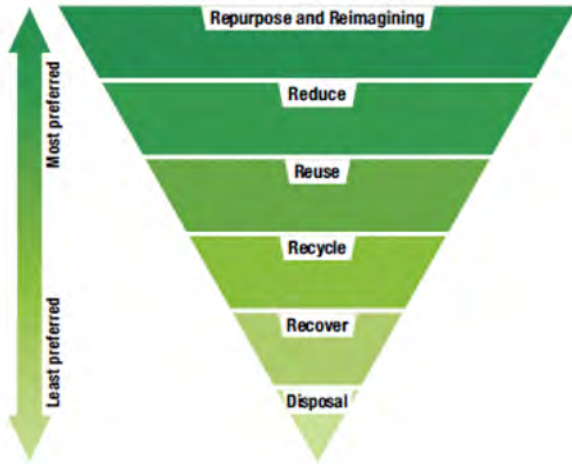 Repurpose and Reimagining
Reduce
Reuse
Recycle
Recover
Disposal
Most preferred
Least preferred